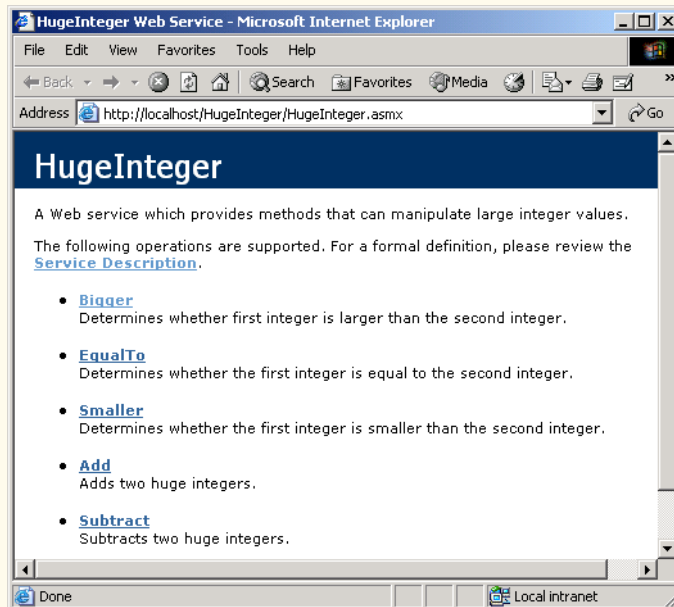 HugeInteger Web Service - Microsoft Internet Explorer
File Edit View Favorites Tools Help
Back Search Favorites Media »
Address http://localhost/HugeInteger/HugeInteger.asmx Go
HugeInteger
A Web service which provides methods that can manipulate large integer values.
The following operations are supported. For a formal definition, please review the
Service Description.
• Bigger
Determines whether first integer is larger than the second integer.
• EqualTo
Determines whether the first integer is equal to the second integer.
• Smaller
Determines whether the first integer is smaller than the second integer.
• Add
Adds two huge integers.
• Subtract
Subtracts two huge integers.
Done Local intranet